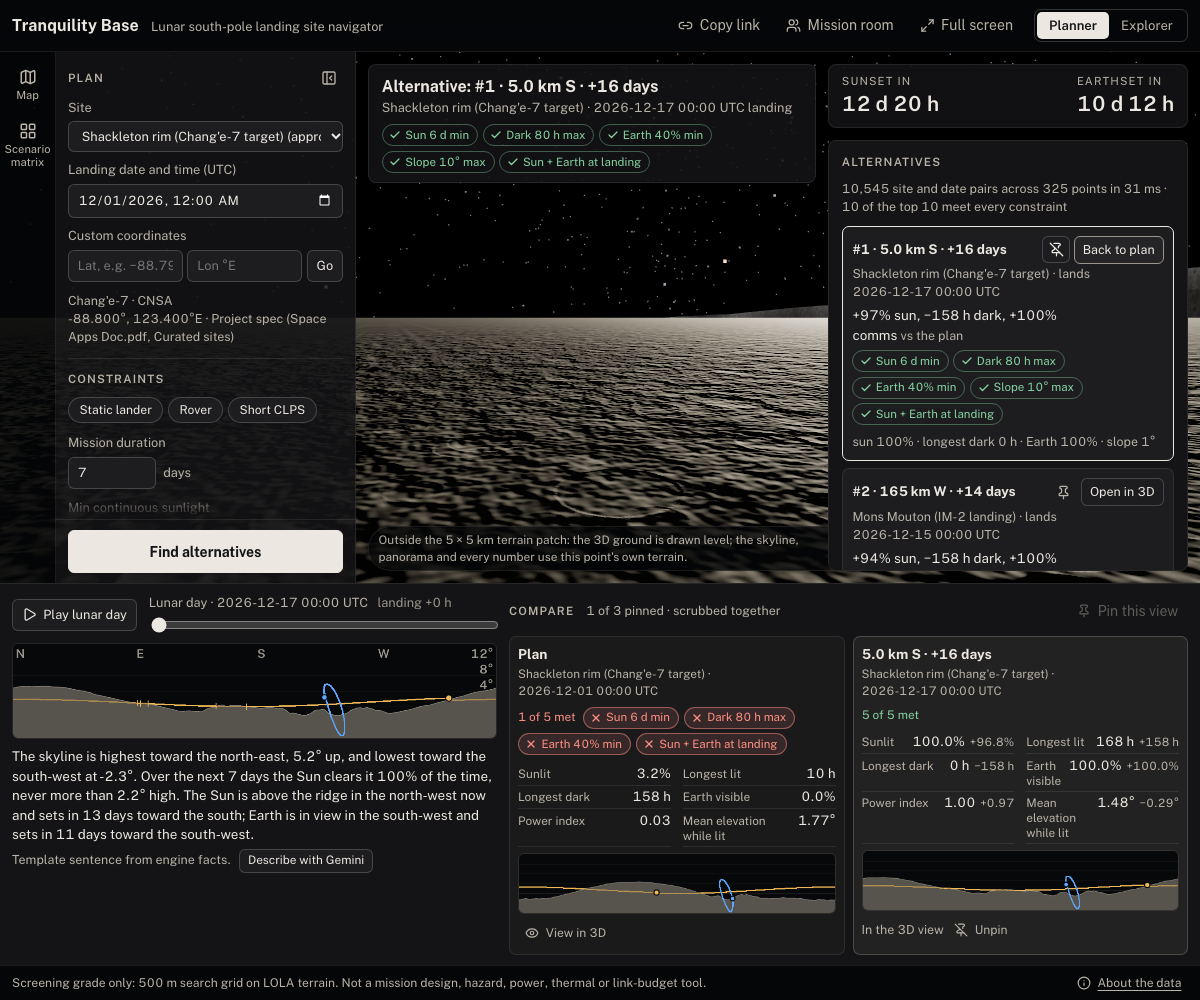 Tranquility Base Lunar south-pole landing site navigator
Copy link Mission room Full screen Planner Explorer
Map
Scenario
matrix
PLAN
Site
Shackleton rim (Chang'e-7 target) (appro
Landing date and time (UTC)
12/01/2026, 12:00 AM
Custom coordinates
Lat, e.g. −88.79 Lon °E Go
Chang'e-7 · CNSA
-88.800°, 123.400°E · Project spec (Space
Apps Doc.pdf, Curated sites)
CONSTRAINTS
Static lander Rover Short CLPS
Mission duration
7 days
Min continuous sunlight
Find alternatives
Alternative: #1 · 5.0 km S · +16 days
Shackleton rim (Chang'e-7 target) · 2026-12-17 00:00 UTC landing
Sun 6 d min Dark 80 h max Earth 40% min
Slope 10° max Sun + Earth at landing
Outside the 5 × 5 km terrain patch: the 3D ground is drawn level; the skyline,
panorama and every number use this point's own terrain.
SUNSET IN EARTHSET IN
12 d 20 h 10 d 12 h
ALTERNATIVES
10,545 site and date pairs across 325 points in 31 ms ·
10 of the top 10 meet every constraint
#1 · 5.0 km S · +16 days Back to plan
Shackleton rim (Chang'e-7 target) · lands
2026-12-17 00:00 UTC
+97% sun, −158 h dark, +100%
comms vs the plan
Sun 6 d min Dark 80 h max
Earth 40% min Slope 10° max
Sun + Earth at landing
sun 100% · longest dark 0 h · Earth 100% · slope 1°
#2 · 165 km W · +14 days Open in 3D
Mons Mouton (IM-2 landing) · lands
2026-12-15 00:00 UTC
+94% sun, −158 h dark, +100%
Play lunar day Lunar day · 2026-12-17 00:00 UTC landing +0 h
N E S W 12°
8°
4°
The skyline is highest toward the north-east, 5.2° up, and lowest toward the
south-west at -2.3°. Over the next 7 days the Sun clears it 100% of the time,
never more than 2.2° high. The Sun is above the ridge in the north-west now
and sets in 13 days toward the south; Earth is in view in the south-west and
sets in 11 days toward the south-west.
Template sentence from engine facts. Describe with Gemini
COMPARE 1 of 3 pinned · scrubbed together Pin this view
Plan
Shackleton rim (Chang'e-7 target) ·
2026-12-01 00:00 UTC
1 of 5 met Sun 6 d min Dark 80 h max
Earth 40% min Sun + Earth at landing
Sunlit 3.2% Longest lit 10 h
Longest dark 158 h Earth visible 0.0%
Power index 0.03 Mean elevation 1.77°
while lit
View in 3D
5.0 km S · +16 days
Shackleton rim (Chang'e-7 target) ·
2026-12-17 00:00 UTC
5 of 5 met
Sunlit 100.0% +96.8% Longest lit 168 h +158 h
Longest dark 0 h −158 h Earth 100.0% +100.0%
visible
Power index 1.00 +0.97 Mean 1.48° −0.29°
elevation
while lit
In the 3D view Unpin
Screening grade only: 500 m search grid on LOLA terrain. Not a mission design, hazard, power, thermal or link-budget tool.
About the data